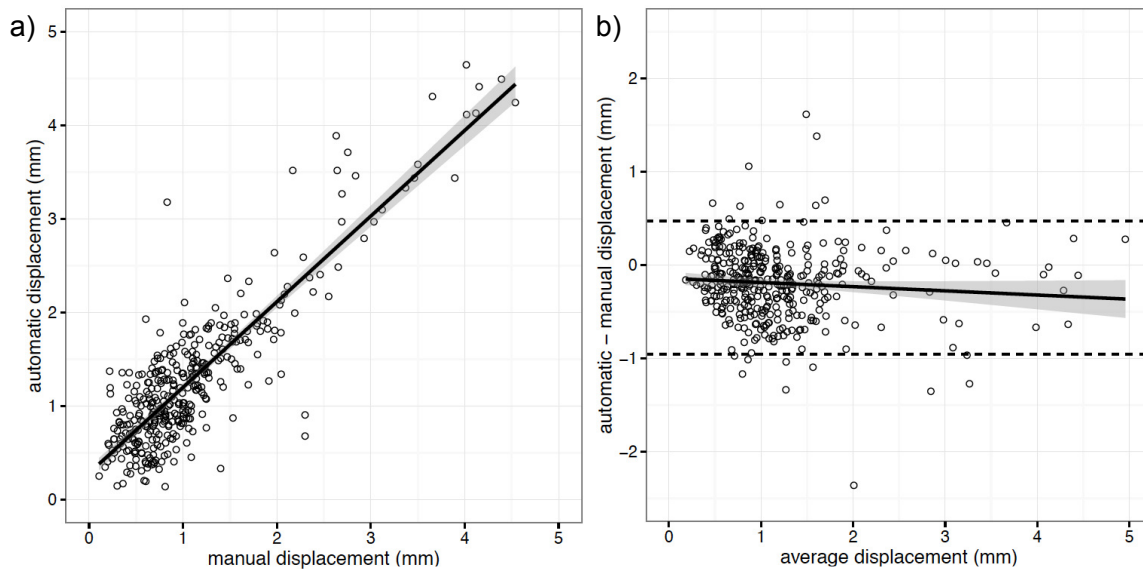 a)
automatic displacement (mm)
5
4
3
2
1
0
0 1 2 3 4 5
manual displacement (mm)
b)
automatic − manual displacement (mm)
2
1
0
−1
−2
0 1 2 3 4 5
average displacement (mm)